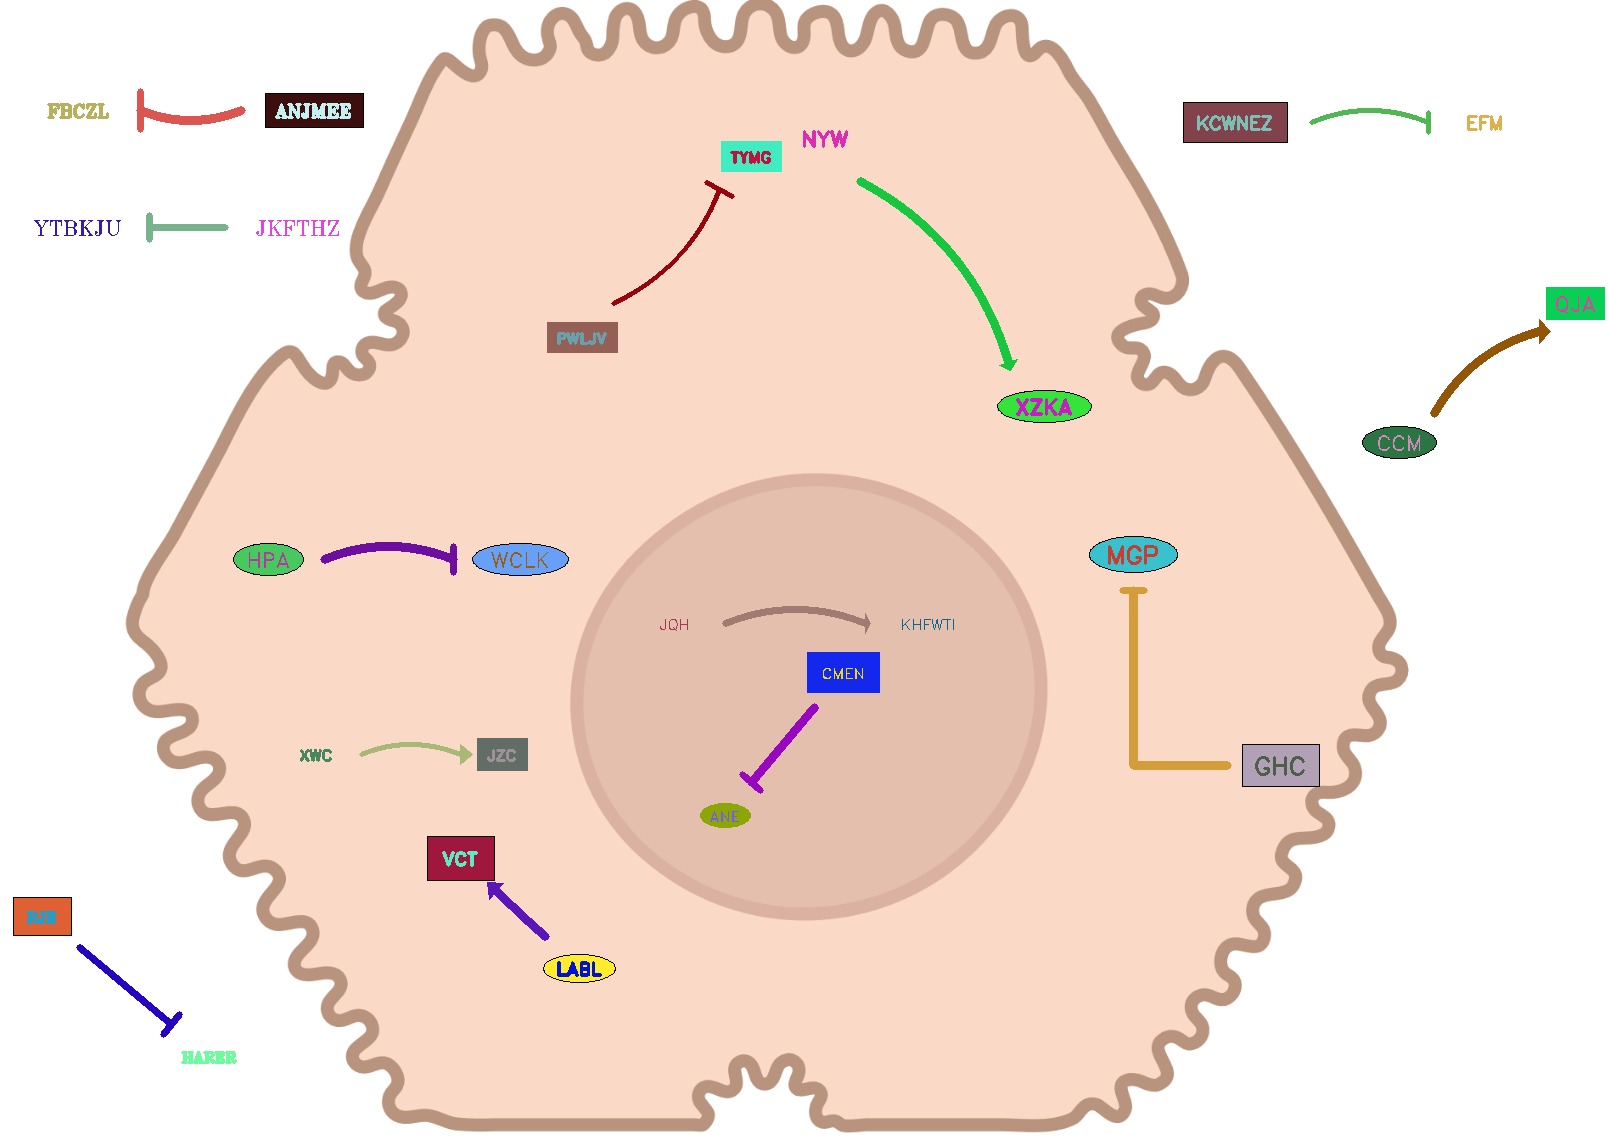 FBCZL
ANJMEE
KCWNEZ
EFM
TYMG
NYW
YTBKJU
JKFTHZ
QJA
PWLJV
XZKA
CCM
HPA
WCLK
MGP
JQH
KHFWTI
CMEN
XWC
JZC
GHC
VCT
LABL
HARER